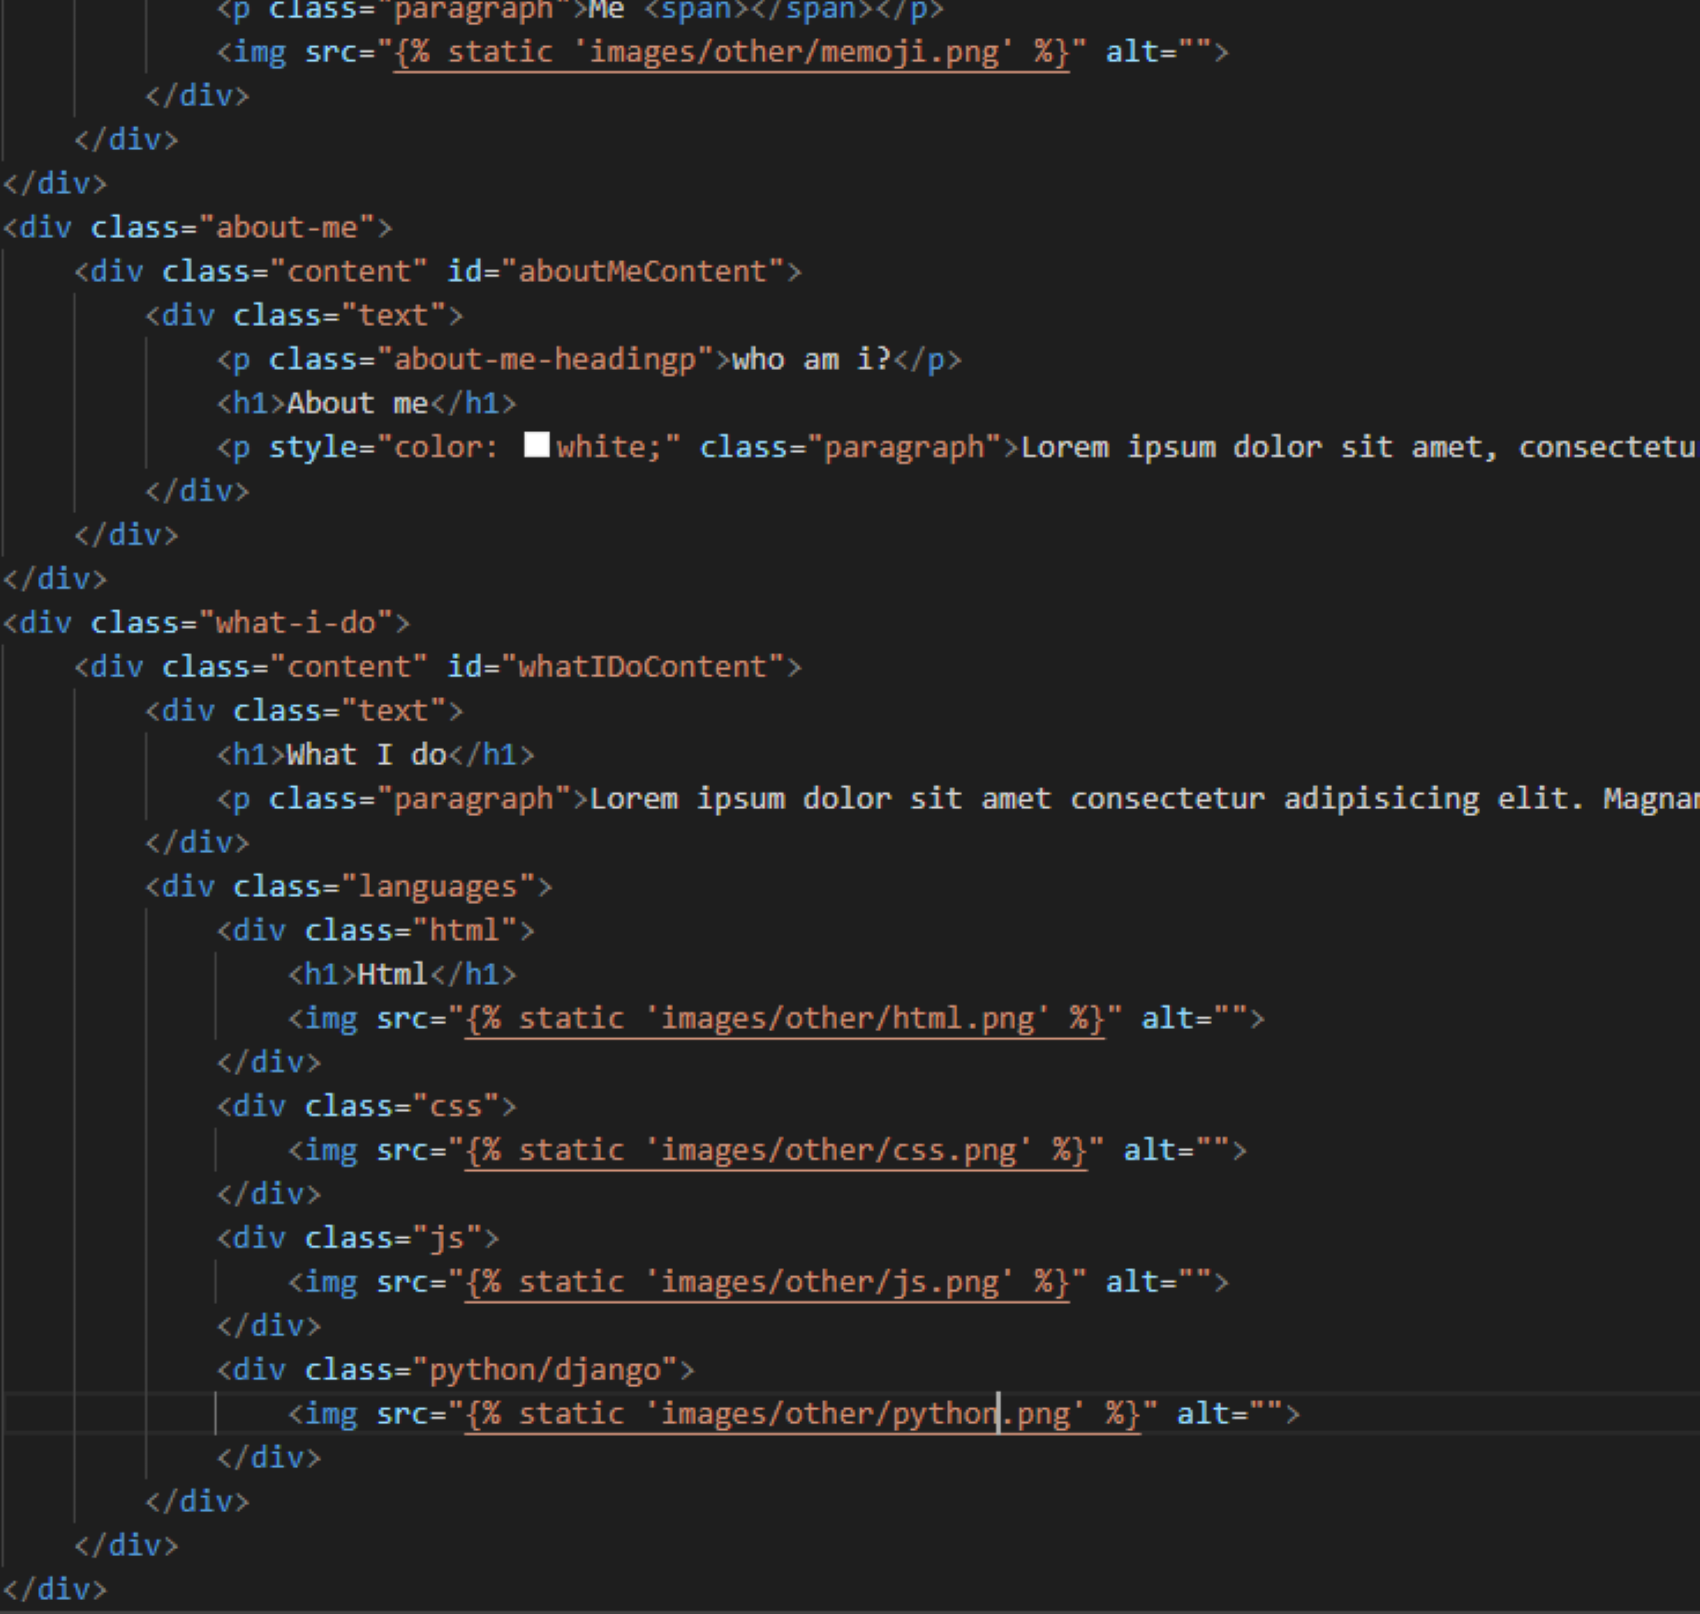 <p class="paragraph">Me <span></span></p>
<img src="{% static 'images/other/memoji.png' %}" alt="">
</div>
</div>
</div>
<div class="about-me">
<div class="content" id="aboutMeContent">
<div class="text">
<p class="about-me-headingp">who am i?</p>
<h1>About me</h1>
<p style="color: white;" class="paragraph">Lorem ipsum dolor sit amet, consectetu
</div>
</div>
</div>
<div class="what-i-do">
<div class="content" id="whatIDoContent">
<div class="text">
<h1>What I do</h1>
<p class="paragraph">Lorem ipsum dolor sit amet consectetur adipisicing elit. Magnam
</div>
<div class="languages">
<div class="html">
<h1>Html</h1>
<img src="{% static 'images/other/html.png' %}" alt="">
</div>
<div class="css">
<img src="{% static 'images/other/css.png' %}" alt="">
</div>
<div class="js">
<img src="{% static 'images/other/js.png' %}" alt="">
</div>
<div class="python/django">
<img src="{% static 'images/other/python.png' %}" alt="">
</div>
</div>
</div>
</div>